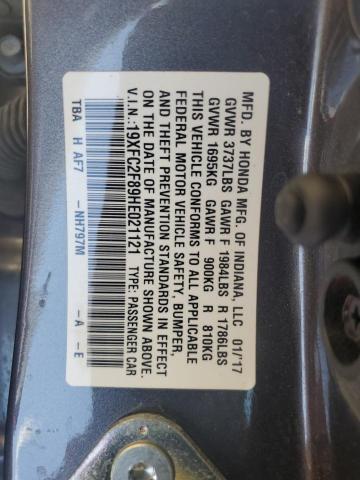 MFD. BY HONDA MFG. OF INDIANA, LLC 01/17
GVWR 3737LBS GAWR F 1984LBS R 1786LBS
GVWR 1695KG GAWR F 900KG R 810KG
THIS VEHICLE CONFORMS TO ALL APPLICABLE
FEDERAL MOTOR VEHICLE SAFETY, BUMPER,
AND THEFT PREVENTION STANDARDS IN EFFECT
ON THE DATE OF MANUFACTURE SHOWN ABOVE.
V.I.N.:19XFC2F89HE021121 TYPE: PASSENGER CAR
TBA H AF7 -NH797M -A -E